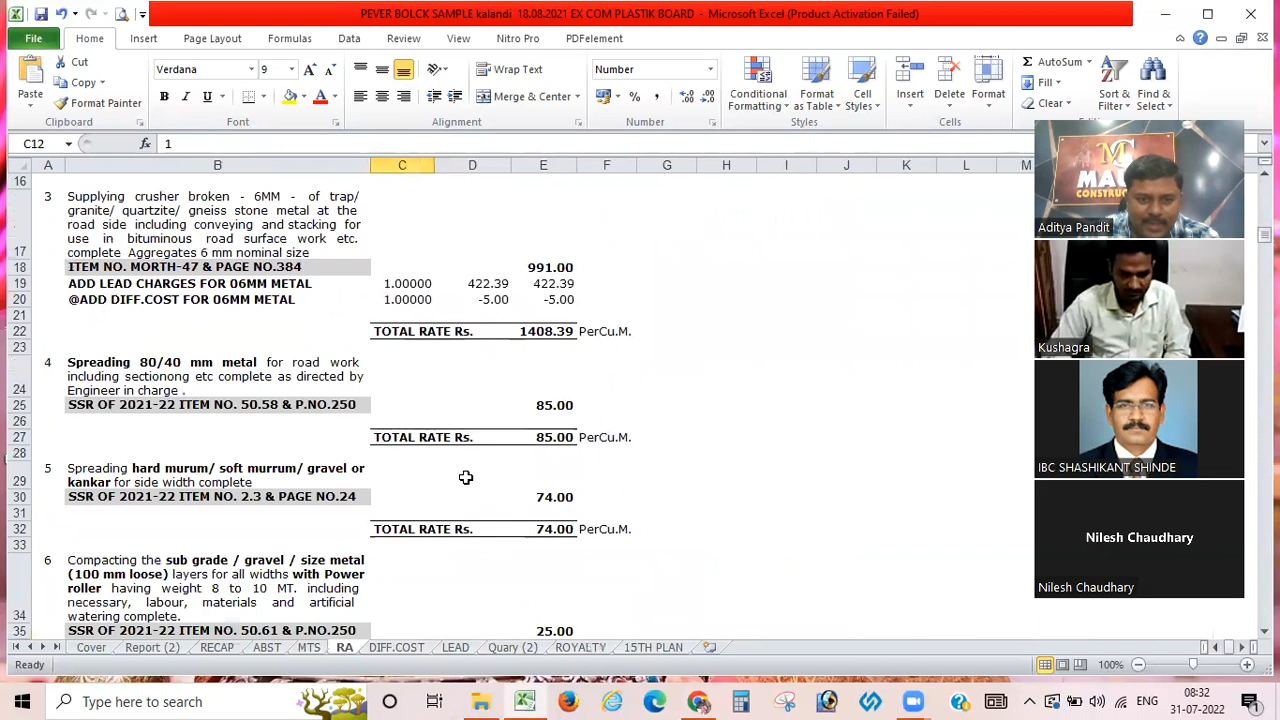 PEVER BOLCK SAMPLE kalandi 18.08.2021 EX COM PLASTIK BOARD - Microsoft Excel (Product Activation Failed)
File Home Insert Page Layout Formulas Data Review View Nitro Pro PDFelement
Paste Cut Copy Format Painter Clipboard
Verdana 9 B I U A Font
Wrap Text Merge & Center Alignment
Number % , Number
Conditional Formatting Format as Table Cell Styles Styles
Insert Delete Format Cells
AutoSum Fill Clear Sort & Filter Find & Select
C12 fx 1
A B C D E F G H I J K L M
16
3 Supplying crusher broken - 6MM - of trap/
granite/ quartzite/ gneiss stone metal at the
road side including conveying and stacking for
use in bituminous road surface work etc.
17 complete Aggregates 6 mm nominal size
18 ITEM NO. MORTH-47 & PAGE NO.384 991.00
19 ADD LEAD CHARGES FOR 06MM METAL 1.00000 422.39 422.39
20 @ADD DIFF.COST FOR 06MM METAL 1.00000 -5.00 -5.00
21
22 TOTAL RATE Rs. 1408.39 PerCu.M.
23
4 Spreading 80/40 mm metal for road work
including sectionong etc complete as directed by
24 Engineer in charge .
25 SSR OF 2021-22 ITEM NO. 50.58 & P.NO.250 85.00
26
27 TOTAL RATE Rs. 85.00 PerCu.M.
28
5 Spreading hard murum/ soft murrum/ gravel or
29 kankar for side width complete
30 SSR OF 2021-22 ITEM NO. 2.3 & PAGE NO.24 74.00
31
32 TOTAL RATE Rs. 74.00 PerCu.M.
33
6 Compacting the sub grade / gravel / size metal
(100 mm loose) layers for all widths with Power
roller having weight 8 to 10 MT. including
necessary, labour, materials and artificial
34 watering complete.
35 SSR OF 2021-22 ITEM NO. 50.61 & P.NO.250 25.00
Cover Report (2) RECAP ABST MTS RA DIFF.COST LEAD Query (2) ROYALTY 15TH PLAN
Ready 100%
Aditya Pandit
Kushagra
IBC SHASHIKANT SHINDE
Nilesh Chaudhary
Nilesh Chaudhary
Type here to search ENG 08:32
31-07-2022 1